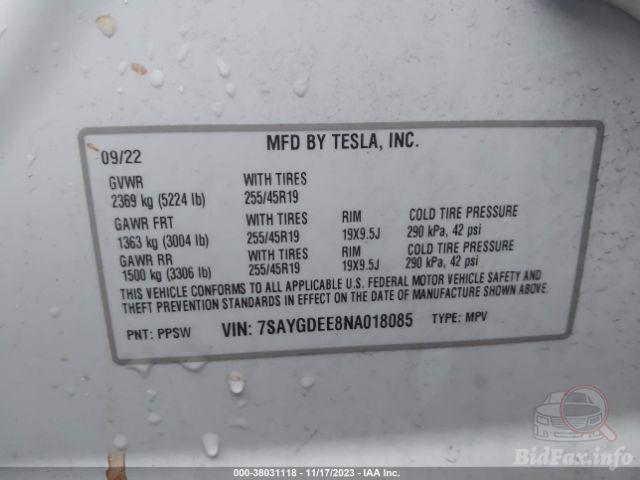 MFD BY TESLA, INC.
09/22
GVWR WITH TIRES
2369 kg (5224 lb) 255/45R19
GAWR FRT WITH TIRES RIM COLD TIRE PRESSURE
1363 kg (3004 lb) 255/45R19 19X9.5J 290 kPa, 42 psi
GAWR RR WITH TIRES RIM COLD TIRE PRESSURE
1500 kg (3306 lb) 255/45R19 19X9.5J 290 kPa, 42 psi
THIS VEHICLE CONFORMS TO ALL APPLICABLE U.S. FEDERAL MOTOR VEHICLE SAFETY AND
THEFT PREVENTION STANDARDS IN EFFECT ON THE DATE OF MANUFACTURE SHOWN ABOVE.
PNT: PPSW VIN: 7SAYGDEE8NA018085 TYPE: MPV
BidFax.info
000-38031118 - 11/17/2023 - IAA Inc.